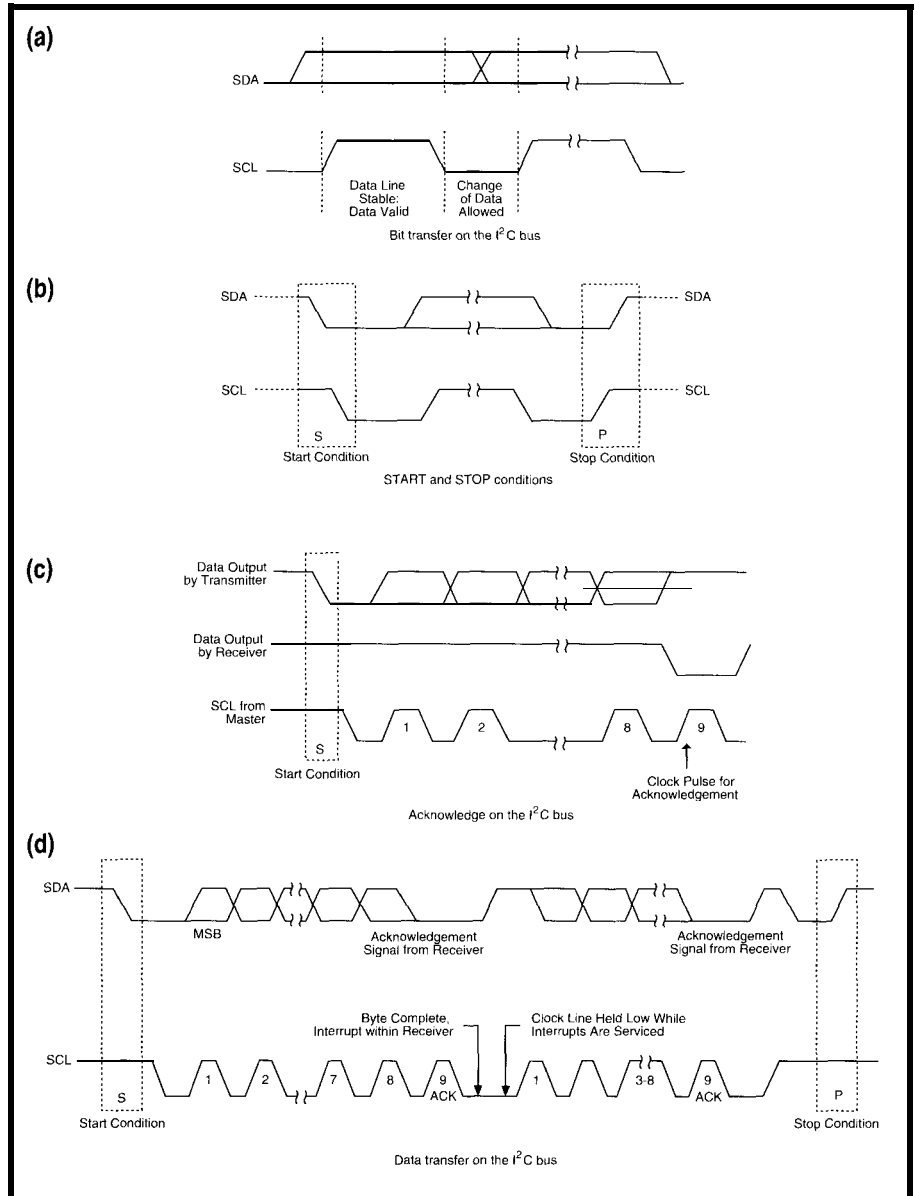 (a)
SDA
SCL
Data Line
Stable:
Data Valid
Change
of Data
Allowed
Bit transfer on the I²C bus
(b)
SDA
SDA
SCL
SCL
S
P
Start Condition
Stop Condition
START and STOP conditions
(c)
Data Output
by Transmitter
Data Output
by Receiver
SCL from
Master
1
2
8
9
S
Start Condition
Clock Pulse for
Acknowledgement
Acknowledge on the I²C bus
(d)
SDA
MSB
Acknowledgement
Signal from Receiver
Acknowledgement
Signal from Receiver
Byte Complete,
Interrupt within Receiver
Clock Line Held Low While
Interrupts Are Serviced
SCL
S
1
2
7
8
9
ACK
1
3-8
9
ACK
P
Start Condition
Stop Condition
Data transfer on the I²C bus